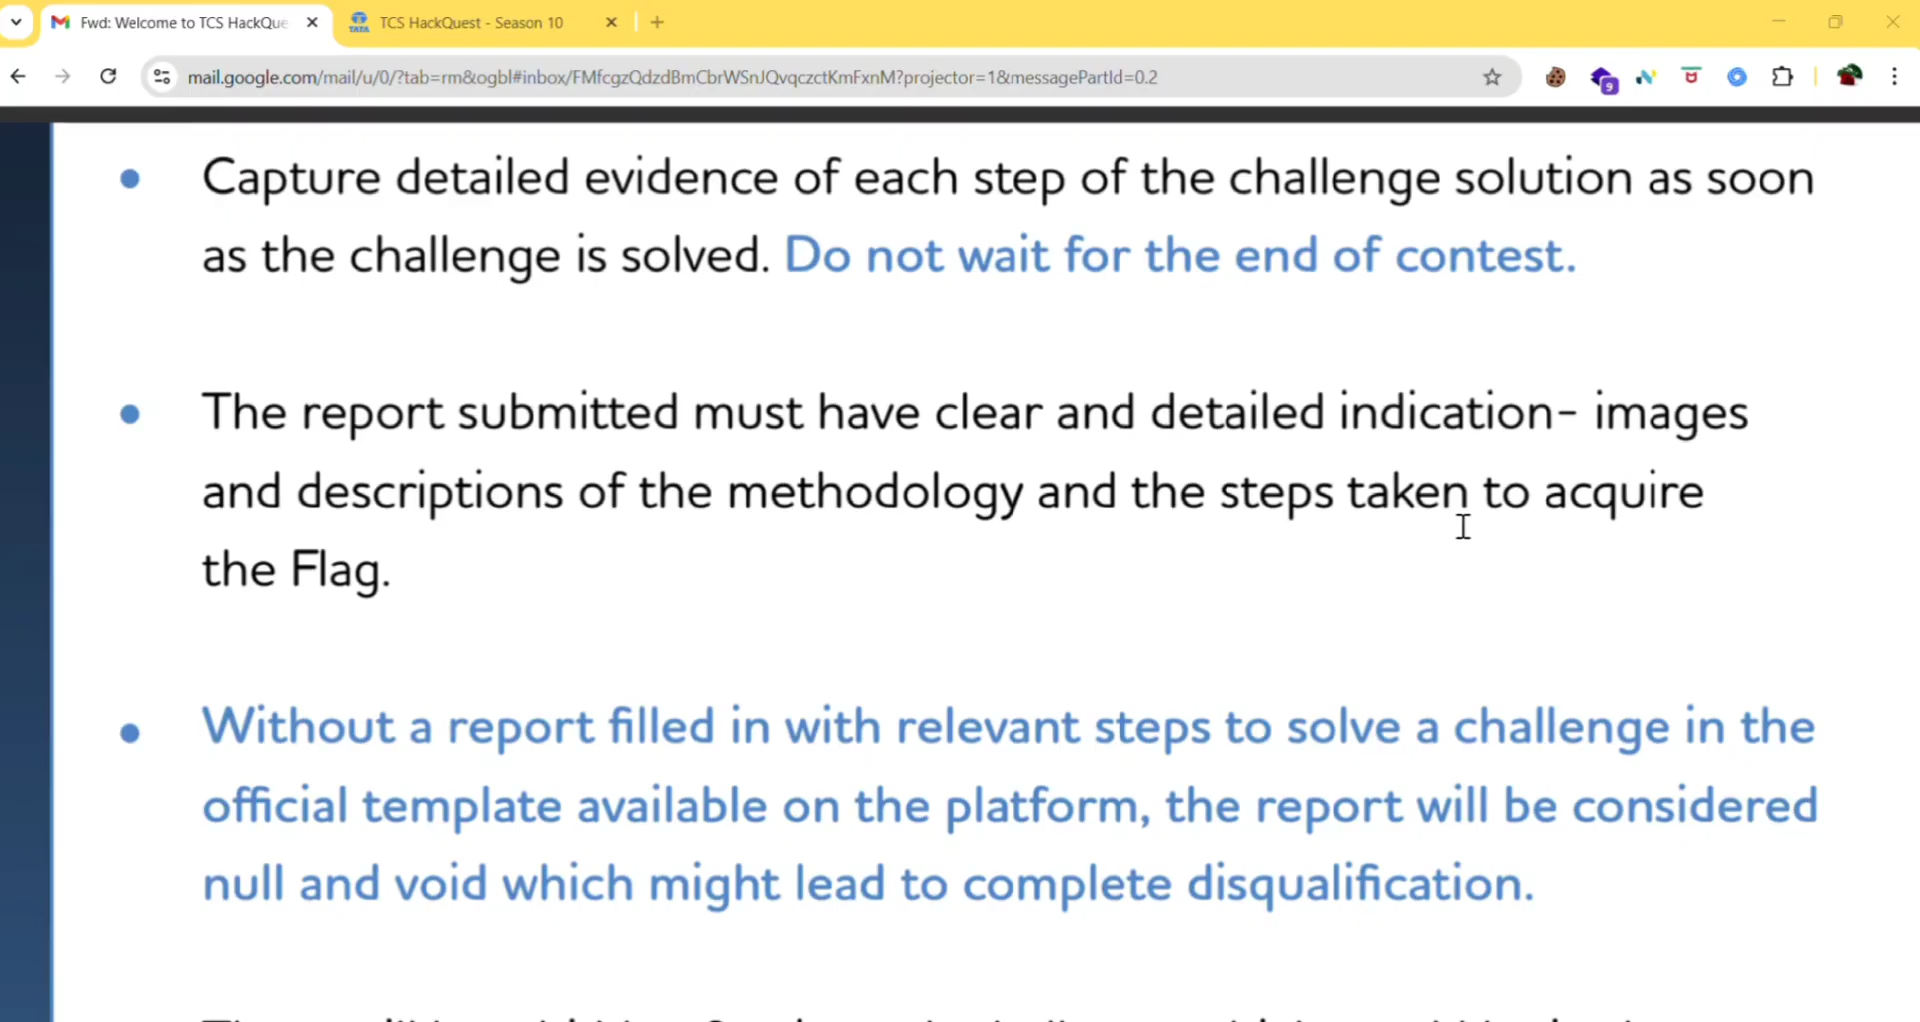 Fwd: Welcome to TCS HackQue
TATA TCS HackQuest - Season 10
mail.google.com/mail/u/0/?tab=rm&ogbl#inbox/FMfcgzQdzdBmCbrWSnJQvqczctKmFxnM?projector=1&messagePartId=0.2
9
• Capture detailed evidence of each step of the challenge solution as soon
as the challenge is solved. Do not wait for the end of contest.
• The report submitted must have clear and detailed indication- images
and descriptions of the methodology and the steps taken to acquire
the Flag.
• Without a report filled in with relevant steps to solve a challenge in the
official template available on the platform, the report will be considered
null and void which might lead to complete disqualification.